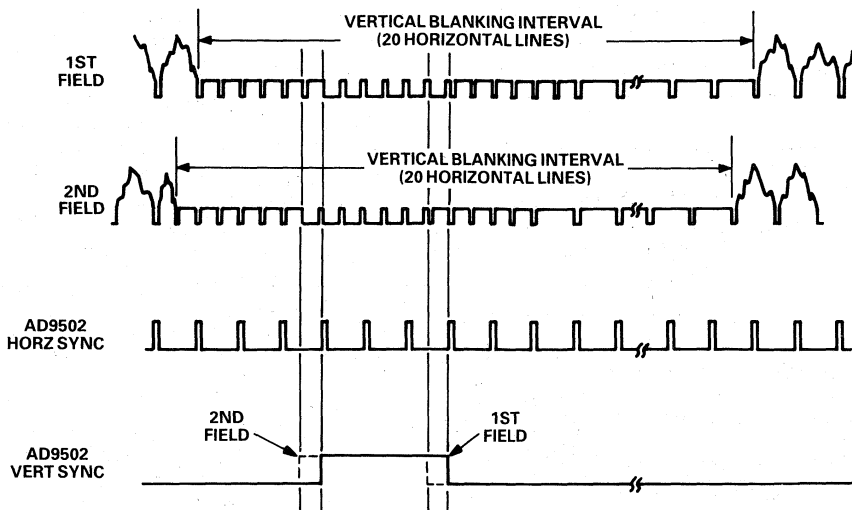 VERTICAL BLANKING INTERVAL
(20 HORIZONTAL LINES)
1ST
FIELD
VERTICAL BLANKING INTERVAL
(20 HORIZONTAL LINES)
2ND
FIELD
AD9502
HORZ SYNC
2ND
FIELD
1ST
FIELD
AD9502
VERT SYNC